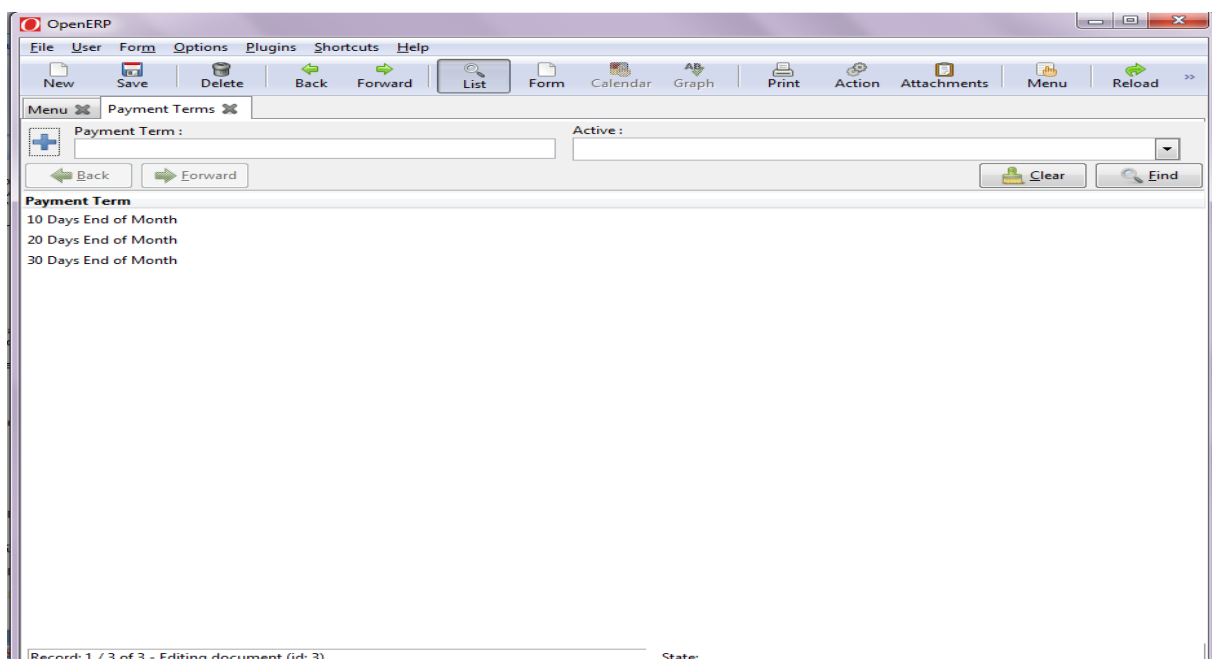 OpenERP
File User Form Options Plugins Shortcuts Help
New Save Delete Back Forward List Form Calendar Graph Print Action Attachments Menu Reload »
Menu Payment Terms
Payment Term : Active :
Back Forward Clear Find
Payment Term
10 Days End of Month
20 Days End of Month
30 Days End of Month
Record: 1 / 3 of 3 - Editing document (id: 3) State: